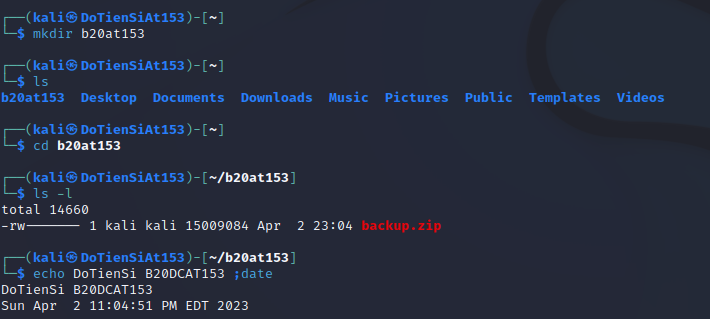 ┌──(kali㉿DoTienSiAt153)-[~]
└─$ mkdir b20at153
┌──(kali㉿DoTienSiAt153)-[~]
└─$ ls
b20at153 Desktop Documents Downloads Music Pictures Public Templates Videos
┌──(kali㉿DoTienSiAt153)-[~]
└─$ cd b20at153
┌──(kali㉿DoTienSiAt153)-[~/b20at153]
└─$ ls -l
total 14660
-rw------- 1 kali kali 15009084 Apr  2 23:04 backup.zip
┌──(kali㉿DoTienSiAt153)-[~/b20at153]
└─$ echo DoTienSi B20DCAT153 ;date
DoTienSi B20DCAT153
Sun Apr  2 11:04:51 PM EDT 2023